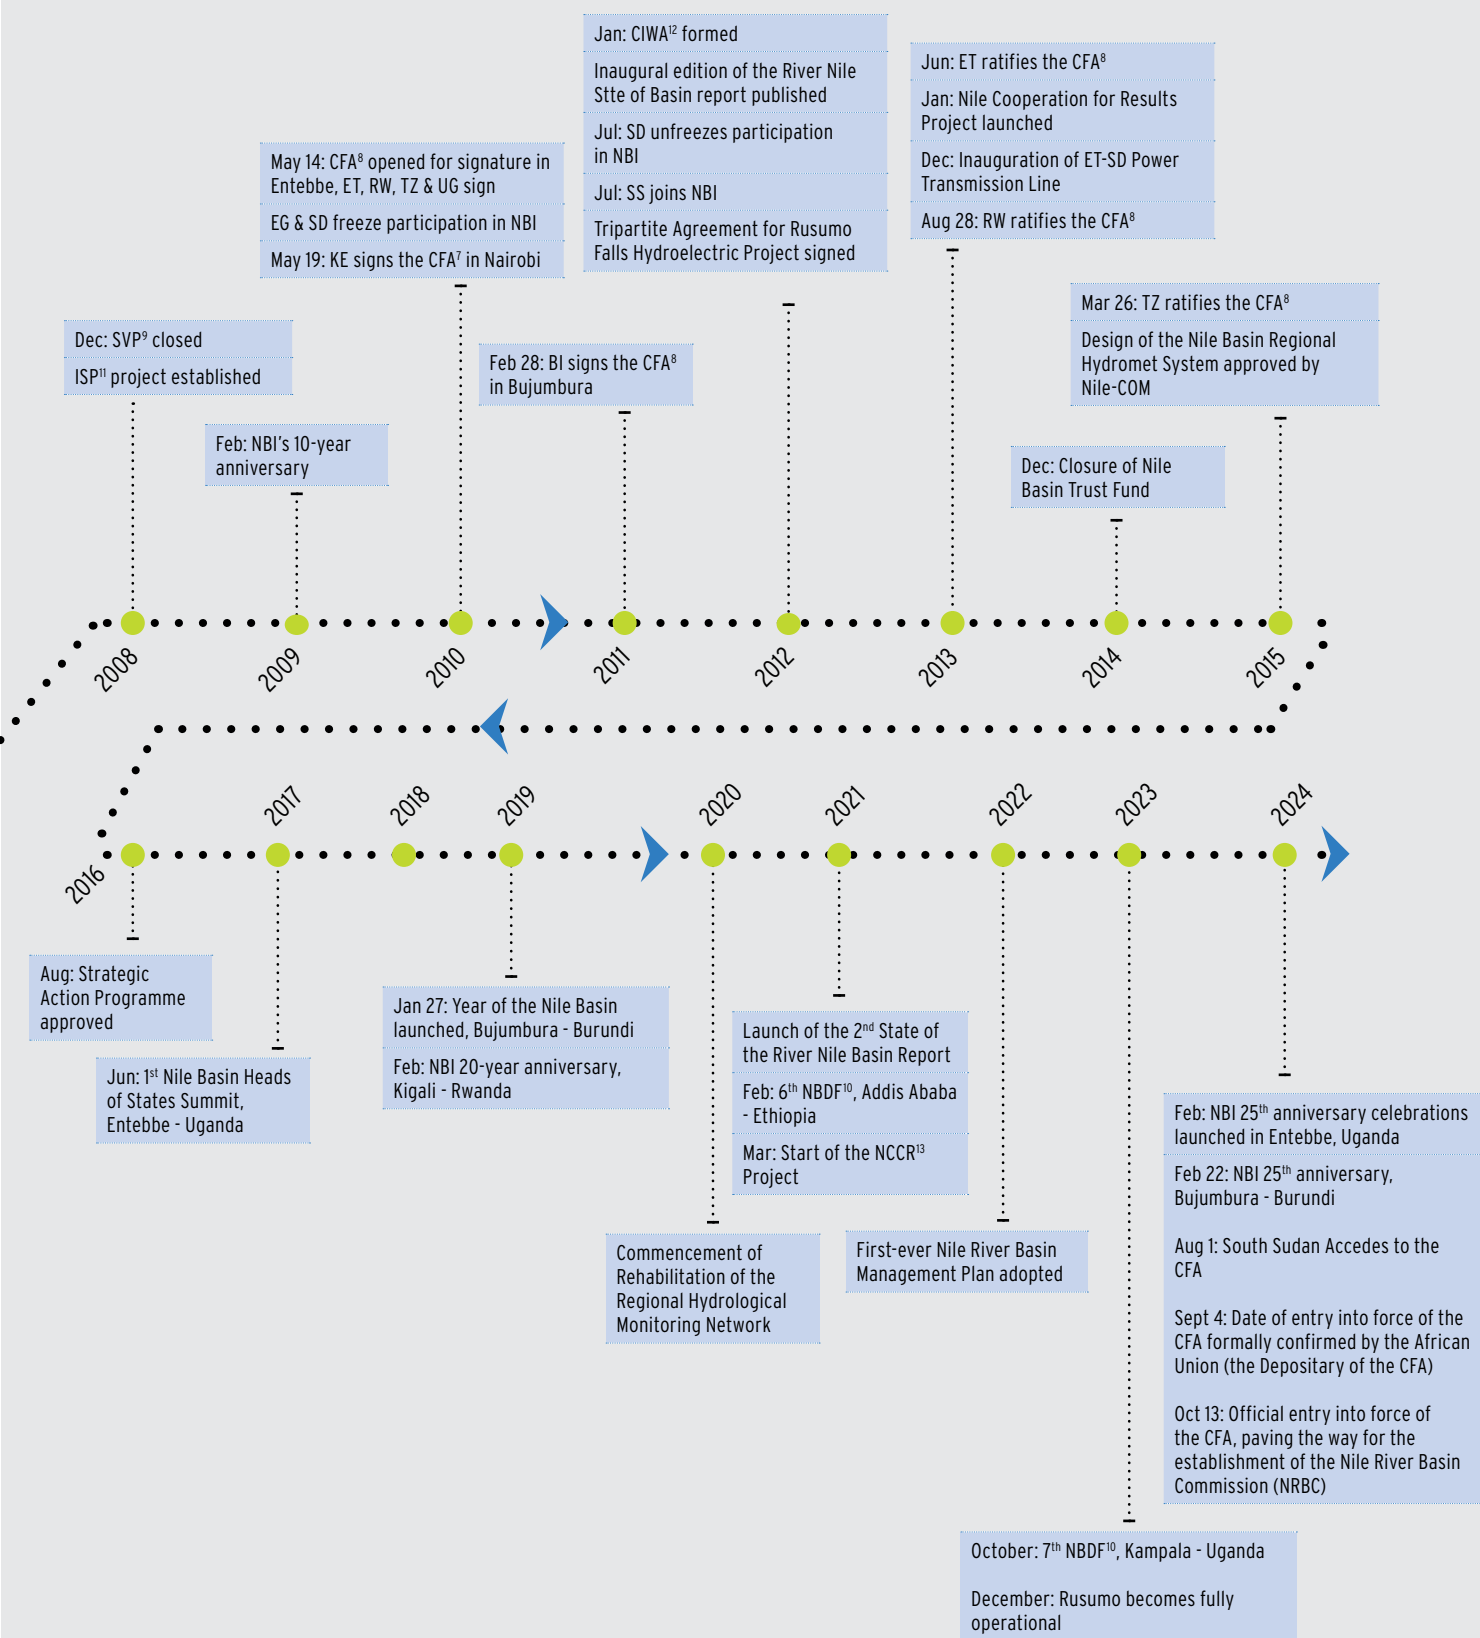 Dec: SVP⁹ closed
ISP¹¹ project established
2008
Feb: NBI's 10-year
anniversary
2009
May 14: CFA⁸ opened for signature in
Entebbe, ET, RW, TZ & UG sign
EG & SD freeze participation in NBI
May 19: KE signs the CFA⁷ in Nairobi
2010
Feb 28: BI signs the CFA⁸
in Bujumbura
2011
Jan: CIWA¹² formed
Inaugural edition of the River Nile
Stte of Basin report published
Jul: SD unfreezes participation
in NBI
Jul: SS joins NBI
Tripartite Agreement for Rusumo
Falls Hydroelectric Project signed
2012
Jun: ET ratifies the CFA⁸
Jan: Nile Cooperation for Results
Project launched
Dec: Inauguration of ET-SD Power
Transmission Line
Aug 28: RW ratifies the CFA⁸
2013
Dec: Closure of Nile
Basin Trust Fund
2014
Mar 26: TZ ratifies the CFA⁸
Design of the Nile Basin Regional
Hydromet System approved by
Nile-COM
2015
2016
Aug: Strategic
Action Programme
approved
2017
Jun: 1st Nile Basin Heads
of States Summit,
Entebbe - Uganda
2018
2019
Jan 27: Year of the Nile Basin
launched, Bujumbura - Burundi
Feb: NBI 20-year anniversary,
Kigali - Rwanda
2020
Commencement of
Rehabilitation of the
Regional Hydrological
Monitoring Network
2021
Launch of the 2nd State of
the River Nile Basin Report
Feb: 6th NBDF¹⁰, Addis Ababa
- Ethiopia
Mar: Start of the NCCR¹³
Project
2022
First-ever Nile River Basin
Management Plan adopted
2023
October: 7th NBDF¹⁰, Kampala - Uganda
December: Rusumo becomes fully
operational
2024
Feb: NBI 25th anniversary celebrations
launched in Entebbe, Uganda
Feb 22: NBI 25th anniversary,
Bujumbura - Burundi
Aug 1: South Sudan Accedes to the
CFA
Sept 4: Date of entry into force of the
CFA formally confirmed by the African
Union (the Depositary of the CFA)
Oct 13: Official entry into force of
the CFA, paving the way for the
establishment of the Nile River Basin
Commission (NRBC)